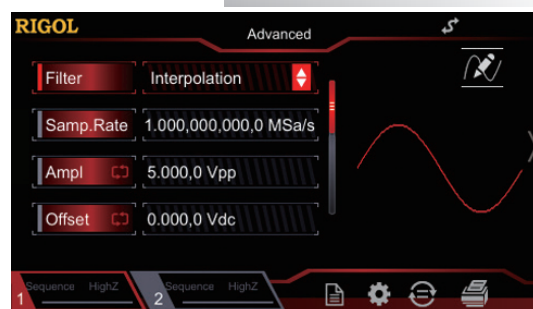 RIGOL
Advanced
Filter Interpolation
Samp.Rate 1.000,000,000,0 MSa/s
Ampl 5.000,0 Vpp
Offset 0.000,0 Vdc
1 Sequence HighZ 2 Sequence HighZ